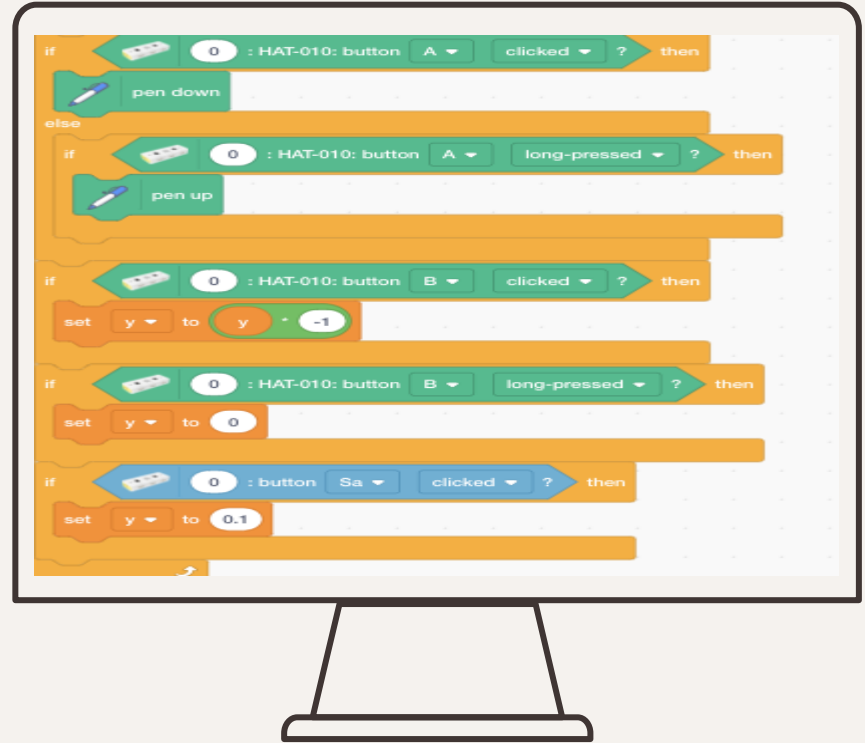 if 0 : HAT-010: button A clicked ? then
pen down
else
if 0 : HAT-010: button A long-pressed ? then
pen up
if 0 : HAT-010: button B clicked ? then
set y to y * -1
if 0 : HAT-010: button B long-pressed ? then
set y to 0
if 0 : button Sa clicked ? then
set y to 0.1